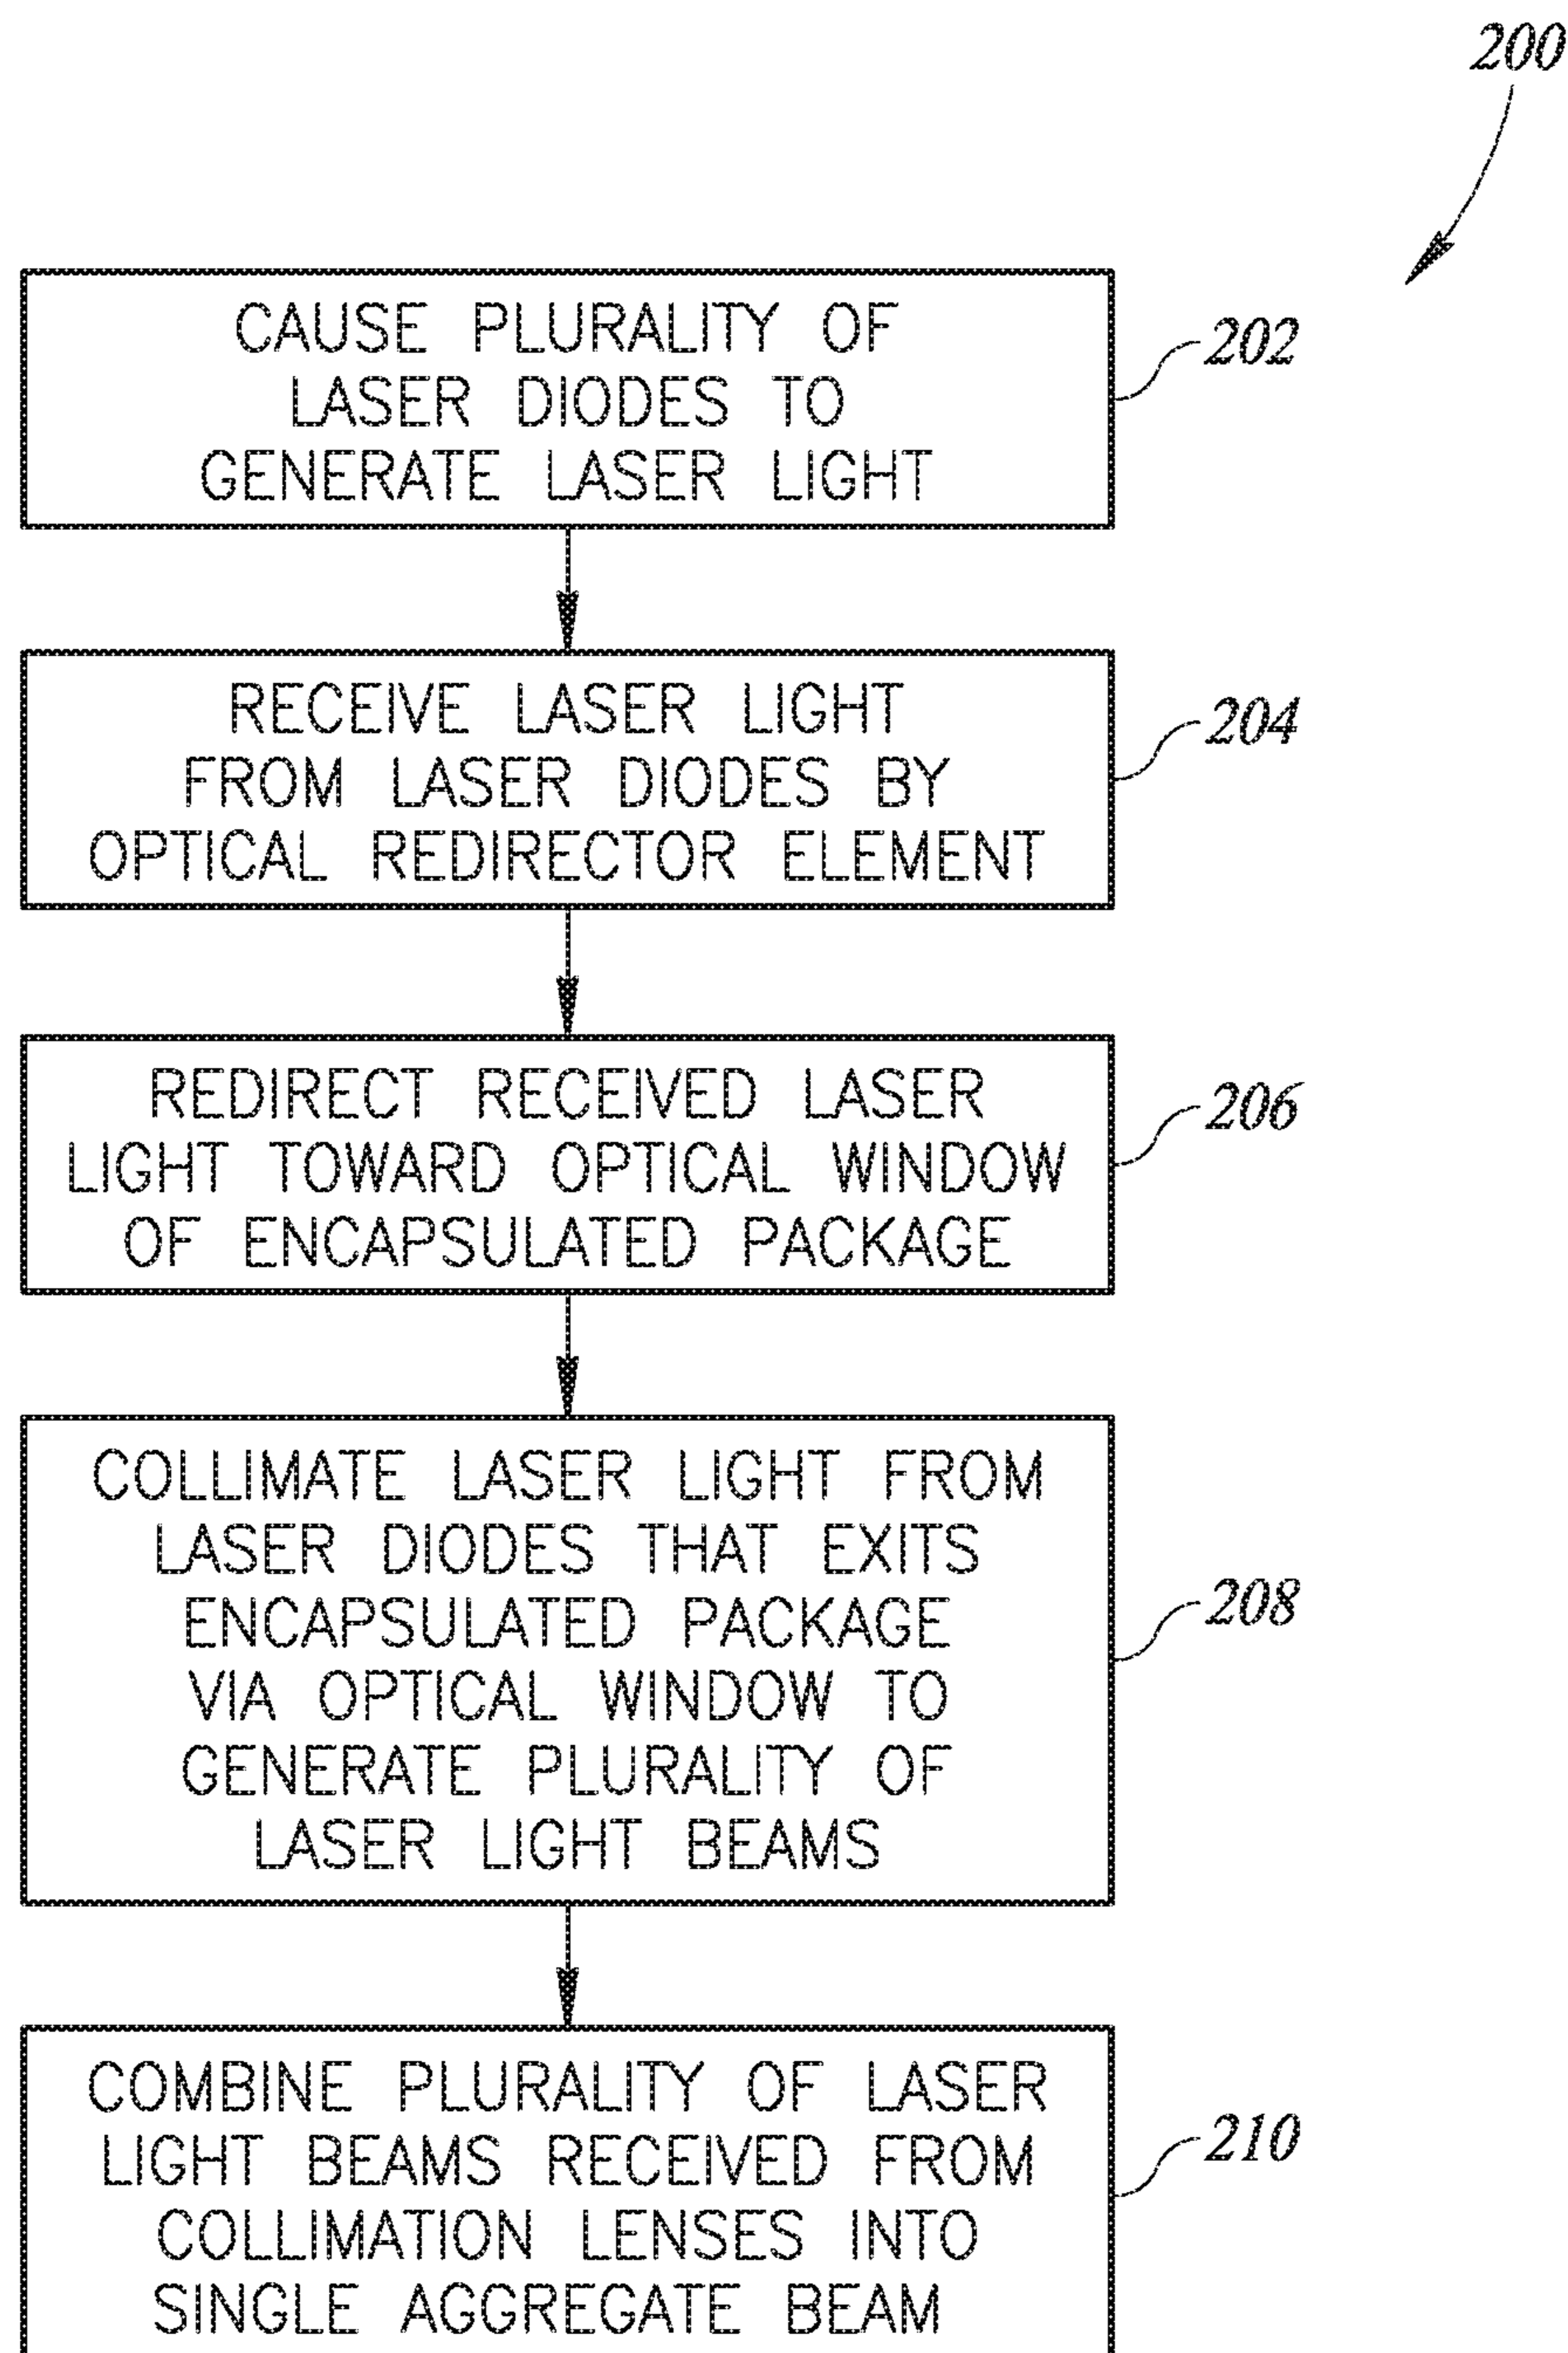 200
CAUSE PLURALITY OF
LASER DIODES TO
GENERATE LASER LIGHT
202
RECEIVE LASER LIGHT
FROM LASER DIODES BY
OPTICAL REDIRECTOR ELEMENT
204
REDIRECT RECEIVED LASER
LIGHT TOWARD OPTICAL WINDOW
OF ENCAPSULATED PACKAGE
206
COLLIMATE LASER LIGHT FROM
LASER DIODES THAT EXITS
ENCAPSULATED PACKAGE
VIA OPTICAL WINDOW TO
GENERATE PLURALITY OF
LASER LIGHT BEAMS
208
COMBINE PLURALITY OF LASER
LIGHT BEAMS RECEIVED FROM
COLLIMATION LENSES INTO
SINGLE AGGREGATE BEAM
210